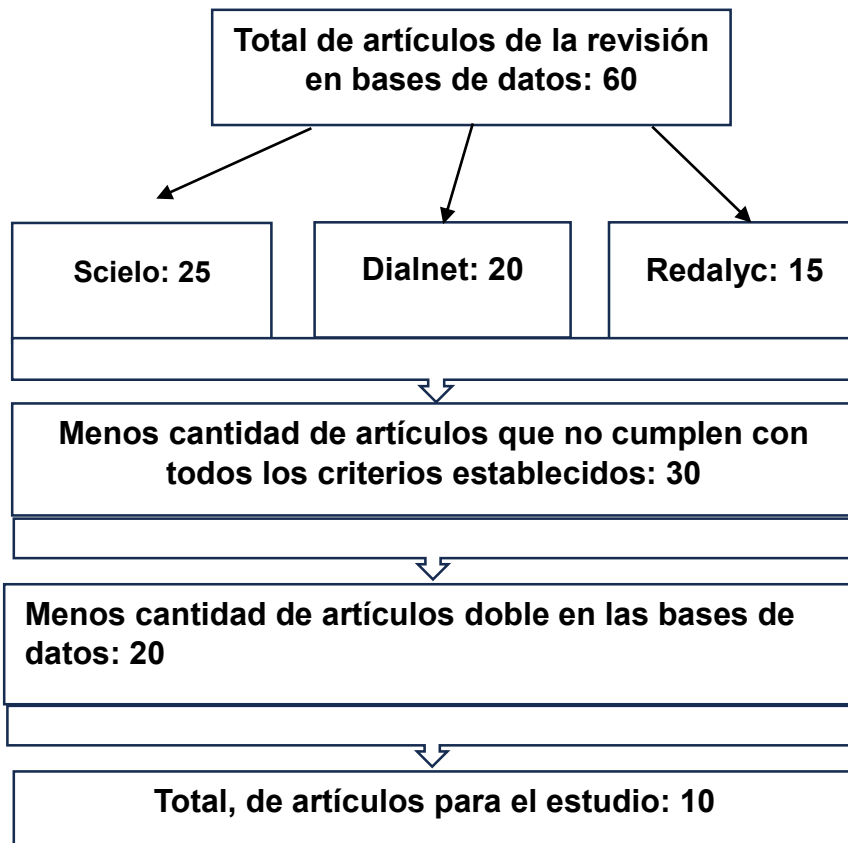 Total de artículos de la revisión
en bases de datos: 60
Scielo: 25
Dialnet: 20
Redalyc: 15
Menos cantidad de artículos que no cumplen con
todos los criterios establecidos: 30
Menos cantidad de artículos doble en las bases de
datos: 20
Total, de artículos para el estudio: 10